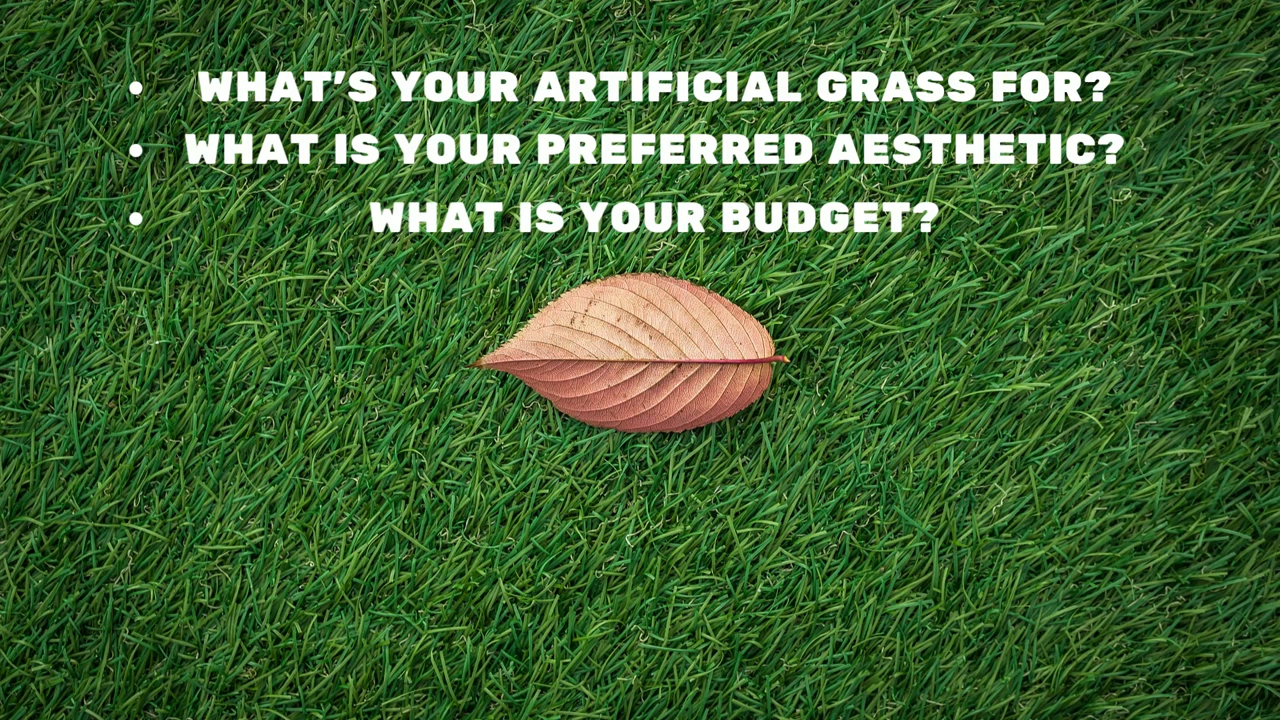 • WHAT'S YOUR ARTIFICIAL GRASS FOR?
• WHAT IS YOUR PREFERRED AESTHETIC?
• WHAT IS YOUR BUDGET?